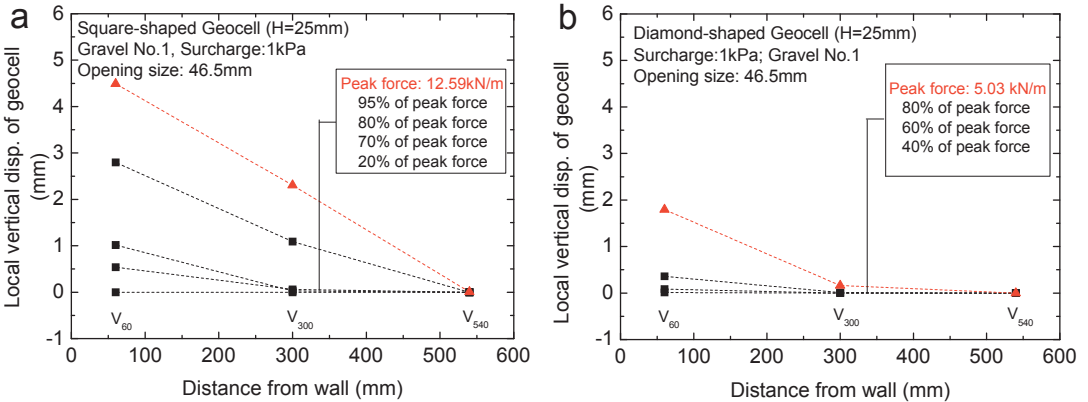 a
Square-shaped Geocell (H=25mm)
Gravel No.1, Surcharge:1kPa
Opening size: 46.5mm
Peak force: 12.59kN/m
95% of peak force
80% of peak force
70% of peak force
20% of peak force
Local vertical disp. of geocell
(mm)
6
5
4
3
2
1
0
-1
V60
V300
V540
0 100 200 300 400 500 600
Distance from wall (mm)
b
Diamond-shaped Geocell (H=25mm)
Surcharge:1kPa; Gravel No.1
Opening size: 46.5mm
Peak force: 5.03 kN/m
80% of peak force
60% of peak force
40% of peak force
Local vertical disp. of geocell
(mm)
6
5
4
3
2
1
0
-1
V60
V300
V540
0 100 200 300 400 500 600
Distance from wall (mm)